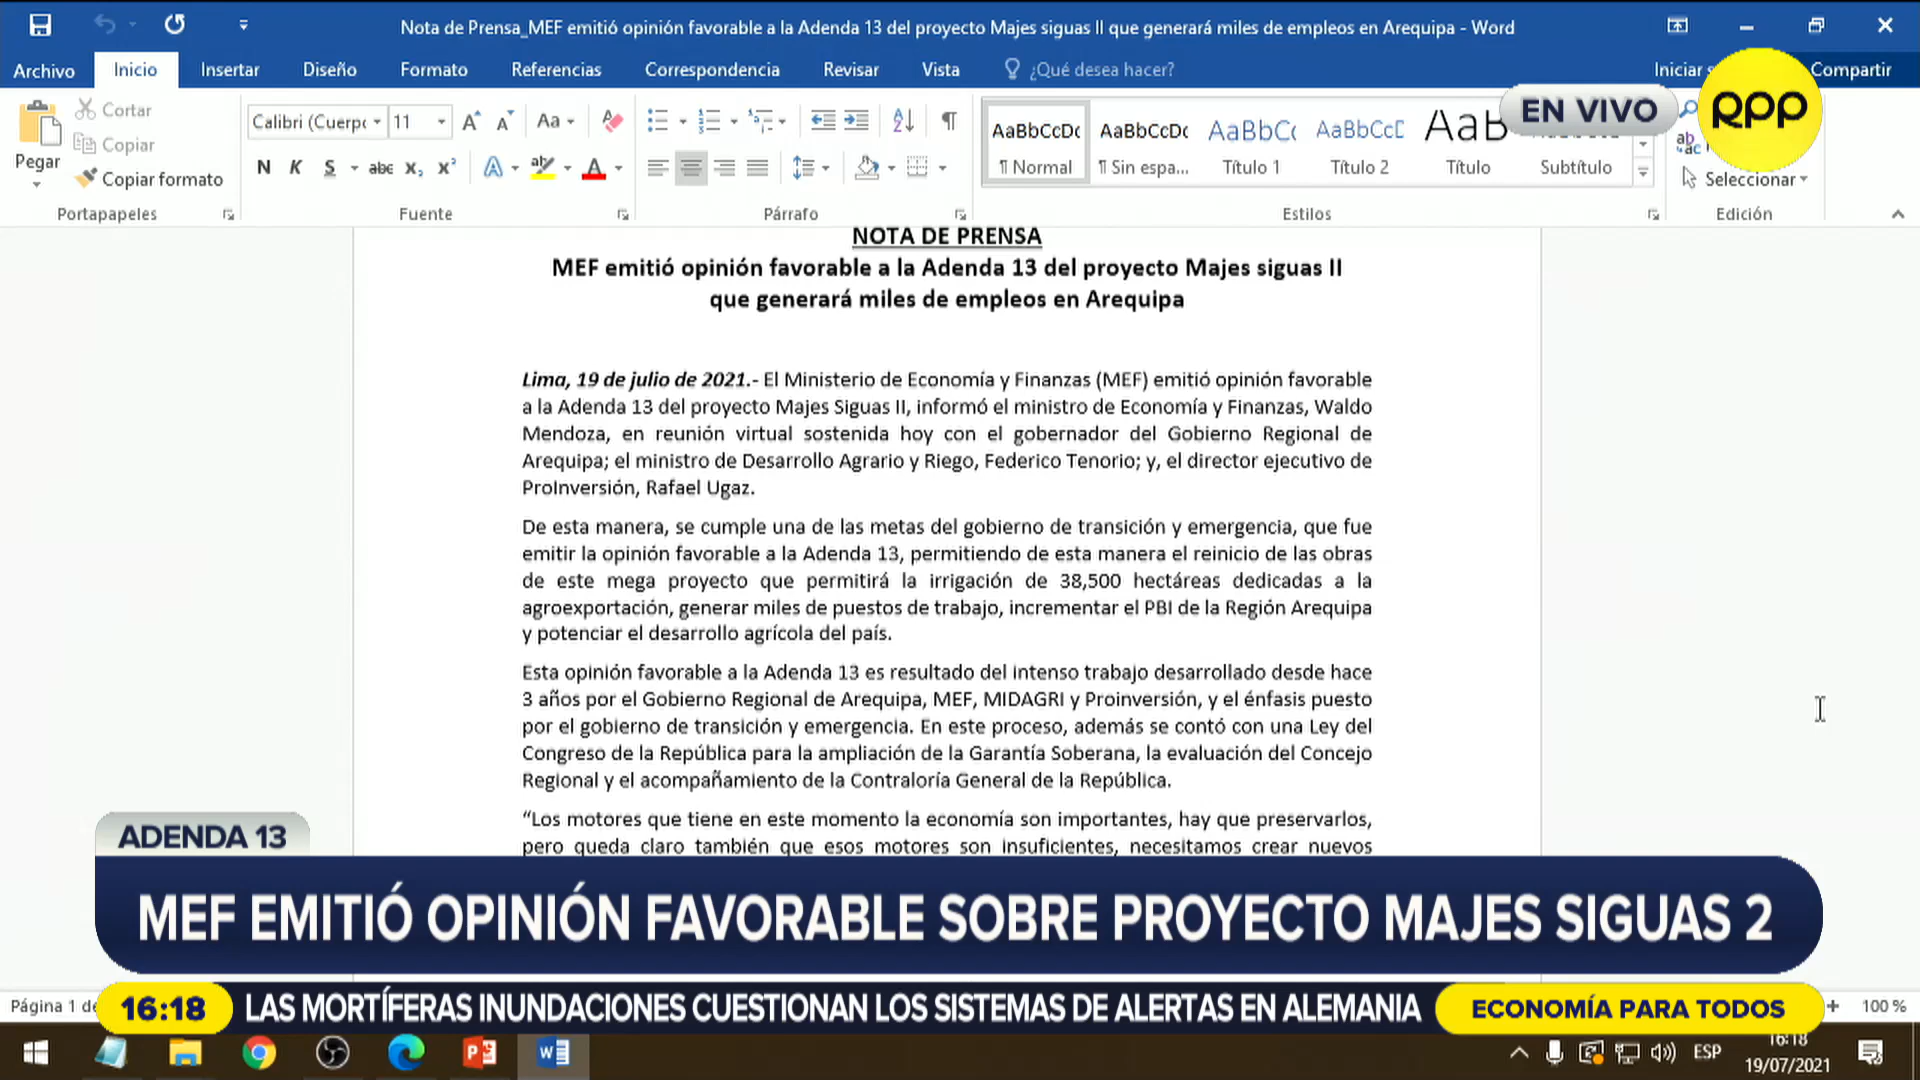 Nota de Prensa_MEF emitió opinión favorable a la Adenda 13 del proyecto Majes siguas II que generará miles de empleos en Arequipa - Word
Archivo Inicio Insertar Diseño Formato Referencias Correspondencia Revisar Vista ¿Qué desea hacer? Iniciar s Compartir
EN VIVO
rpp
Pegar
Cortar
Copiar
Copiar formato
Portapapeles
Calibri (Cuerpo 11
N K S abc
Fuente
Párrafo
AaBbCcDc AaBbCcDc AaBbC( AaBbCcD AaB
¶ Normal ¶ Sin espa... Título 1 Título 2 Título Subtítulo
Estilos
Seleccionar
Edición
NOTA DE PRENSA
MEF emitió opinión favorable a la Adenda 13 del proyecto Majes siguas II
que generará miles de empleos en Arequipa
Lima, 19 de julio de 2021.- El Ministerio de Economía y Finanzas (MEF) emitió opinión favorable
a la Adenda 13 del proyecto Majes Siguas II, informó el ministro de Economía y Finanzas, Waldo
Mendoza, en reunión virtual sostenida hoy con el gobernador del Gobierno Regional de
Arequipa; el ministro de Desarrollo Agrario y Riego, Federico Tenorio; y, el director ejecutivo de
ProInversión, Rafael Ugaz.
De esta manera, se cumple una de las metas del gobierno de transición y emergencia, que fue
emitir la opinión favorable a la Adenda 13, permitiendo de esta manera el reinicio de las obras
de este mega proyecto que permitirá la irrigación de 38,500 hectáreas dedicadas a la
agroexportación, generar miles de puestos de trabajo, incrementar el PBI de la Región Arequipa
y potenciar el desarrollo agrícola del país.
Esta opinión favorable a la Adenda 13 es resultado del intenso trabajo desarrollado desde hace
3 años por el Gobierno Regional de Arequipa, MEF, MIDAGRI y Proinversión, y el énfasis puesto
por el gobierno de transición y emergencia. En este proceso, además se contó con una Ley del
Congreso de la República para la ampliación de la Garantía Soberana, la evaluación del Concejo
Regional y el acompañamiento de la Contraloría General de la República.
“Los motores que tiene en este momento la economía son importantes, hay que preservarlos,
pero queda claro también que esos motores son insuficientes, necesitamos crear nuevos
ADENDA 13
MEF EMITIÓ OPINIÓN FAVORABLE SOBRE PROYECTO MAJES SIGUAS 2
Página 1 de
16:18 LAS MORTÍFERAS INUNDACIONES CUESTIONAN LOS SISTEMAS DE ALERTAS EN ALEMANIA ECONOMÍA PARA TODOS
100 %
ESP
16:18
19/07/2021